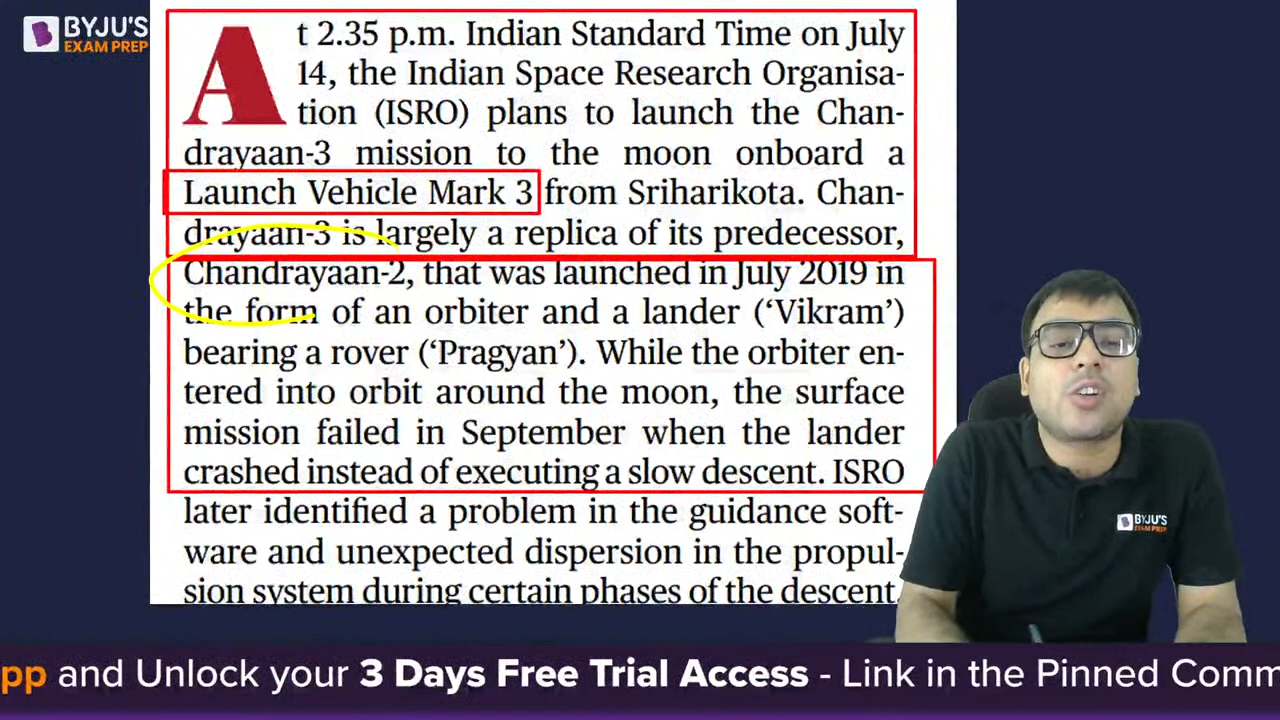 BYJU'S
EXAM PREP
At 2.35 p.m. Indian Standard Time on July
14, the Indian Space Research Organisa-
tion (ISRO) plans to launch the Chan-
drayaan-3 mission to the moon onboard a
Launch Vehicle Mark 3 from Sriharikota. Chan-
drayaan-3 is largely a replica of its predecessor,
Chandrayaan-2, that was launched in July 2019 in
the form of an orbiter and a lander (‘Vikram’)
bearing a rover (‘Pragyan’). While the orbiter en-
tered into orbit around the moon, the surface
mission failed in September when the lander
crashed instead of executing a slow descent. ISRO
later identified a problem in the guidance soft-
ware and unexpected dispersion in the propul-
sion system during certain phases of the descent.
BYJU'S
EXAM PREP
pp and Unlock your 3 Days Free Trial Access - Link in the Pinned Comm